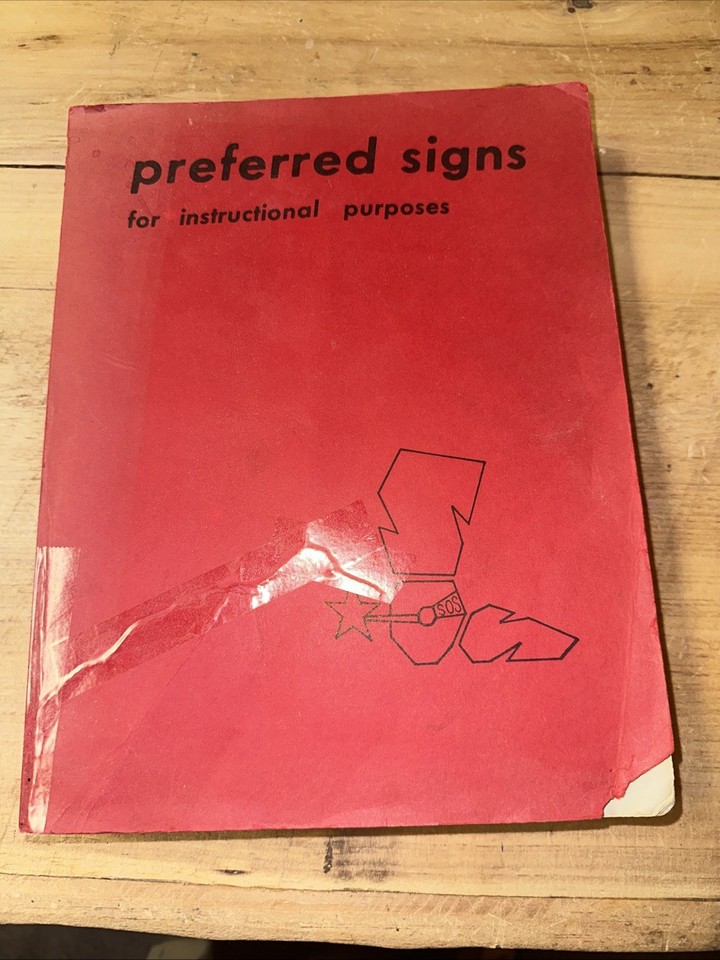 preferred signs
for instructional purposes
SOS